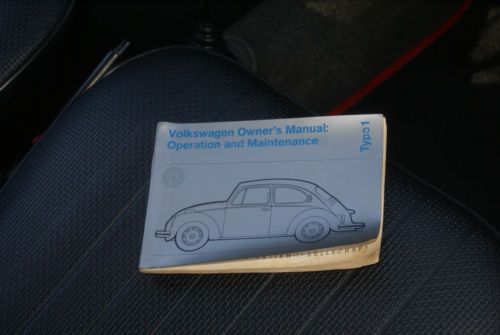 Volkswagen Owner's Manual:
Operation and Maintenance
Type 1